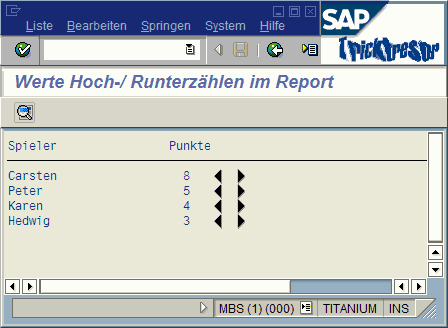 Liste Bearbeiten Springen System Hilfe
SAP
Tricktresor
Werte Hoch-/ Runterzählen im Report
Spieler Punkte
Carsten 8
Peter 5
Karen 4
Hedwig 3
MBS (1) (000) TITANIUM INS